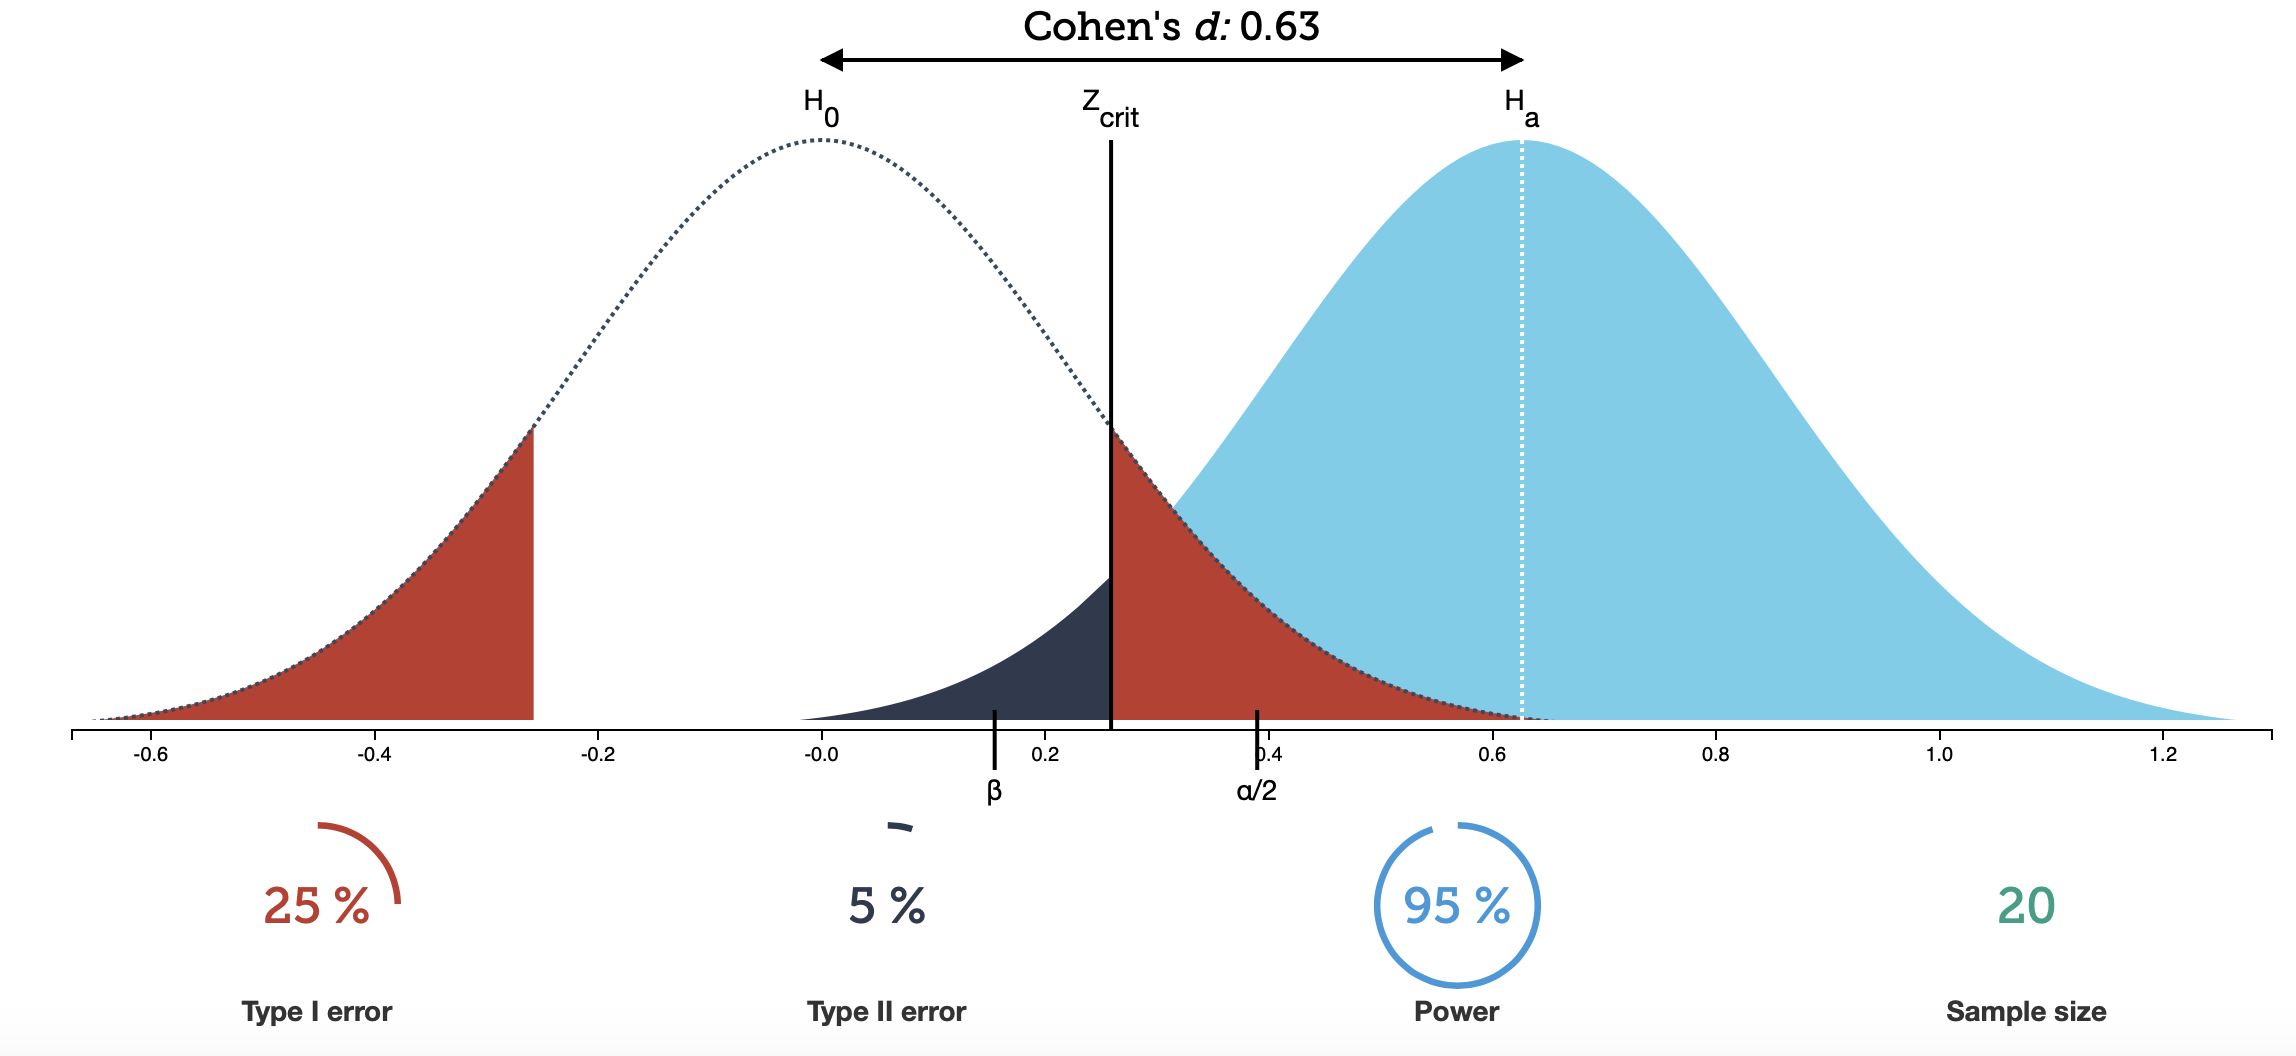 Cohen's d: 0.63
H0 Zcrit Ha
-0.6 -0.4 -0.2 -0.0 0.2 0.4 0.6 0.8 1.0 1.2
β α/2
25 % 5 % 95 % 20
Type I error Type II error Power Sample size